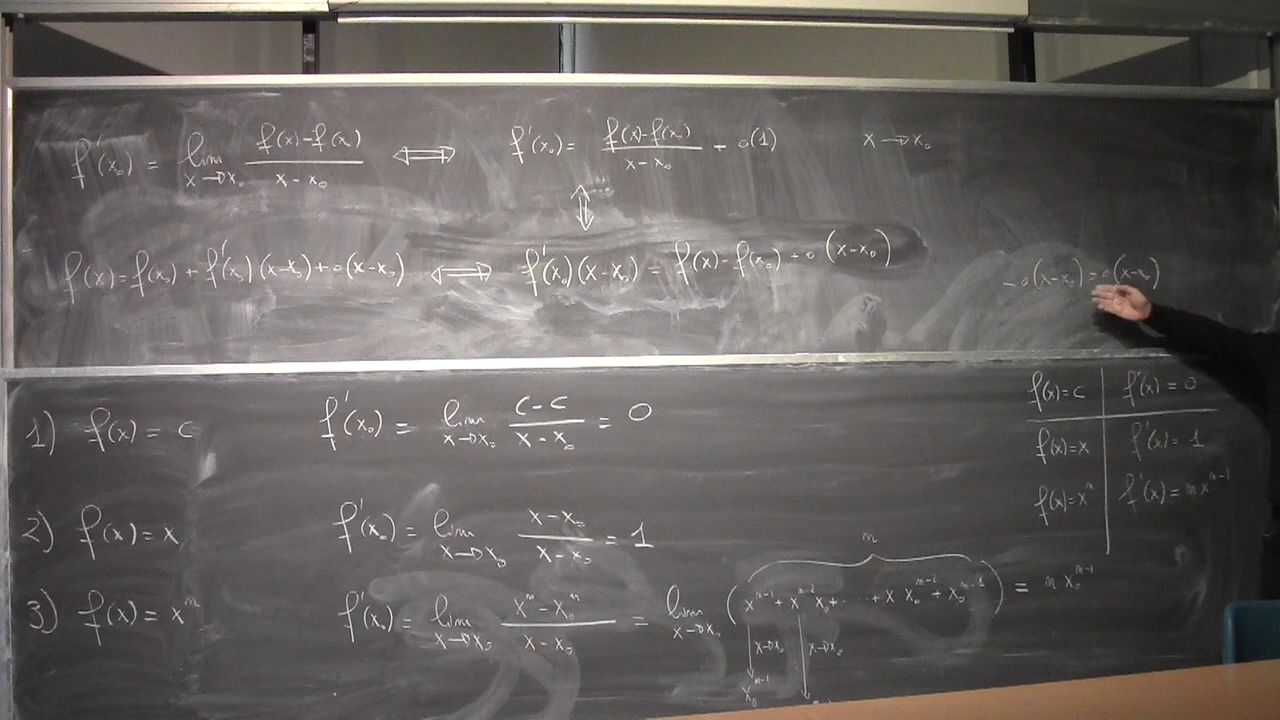 f'(x₀) = lim x→x₀ (f(x)-f(x₀))/(x-x₀) ⟺ f'(x₀) = (f(x)-f(x₀))/(x-x₀) - o(1) x→x₀
⇕
f(x)=f(x₀)+f'(x₀)(x-x₀)+o(x-x₀) ⟺ f'(x₀)(x-x₀) = f(x)-f(x₀)+o(x-x₀) -o(x-x₀)=o(x-x₀)
1) f(x) = c f'(x₀) = lim x→x₀ (c-c)/(x-x₀) = 0
2) f(x) = x f'(x₀) = lim x→x₀ (x-x₀)/(x-x₀) = 1
3) f(x) = xⁿ f'(x₀) = lim x→x₀ (xⁿ-x₀ⁿ)/(x-x₀) = lim x→x₀ (xⁿ⁻¹+xⁿ⁻²x₀+.....+x x₀ⁿ⁻²+x₀ⁿ⁻¹) = n x₀ⁿ⁻¹
n
x→x₀ x→x₀
x₀ⁿ⁻¹
f(x)=c f'(x)=0
f(x)=x f'(x)=1
f(x)=xⁿ f'(x)=nxⁿ⁻¹